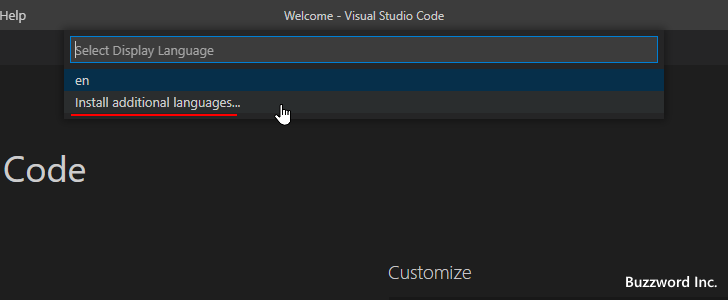 Help
Welcome - Visual Studio Code
Select Display Language
en
Install additional languages...
Code
Customize
Buzzword Inc.